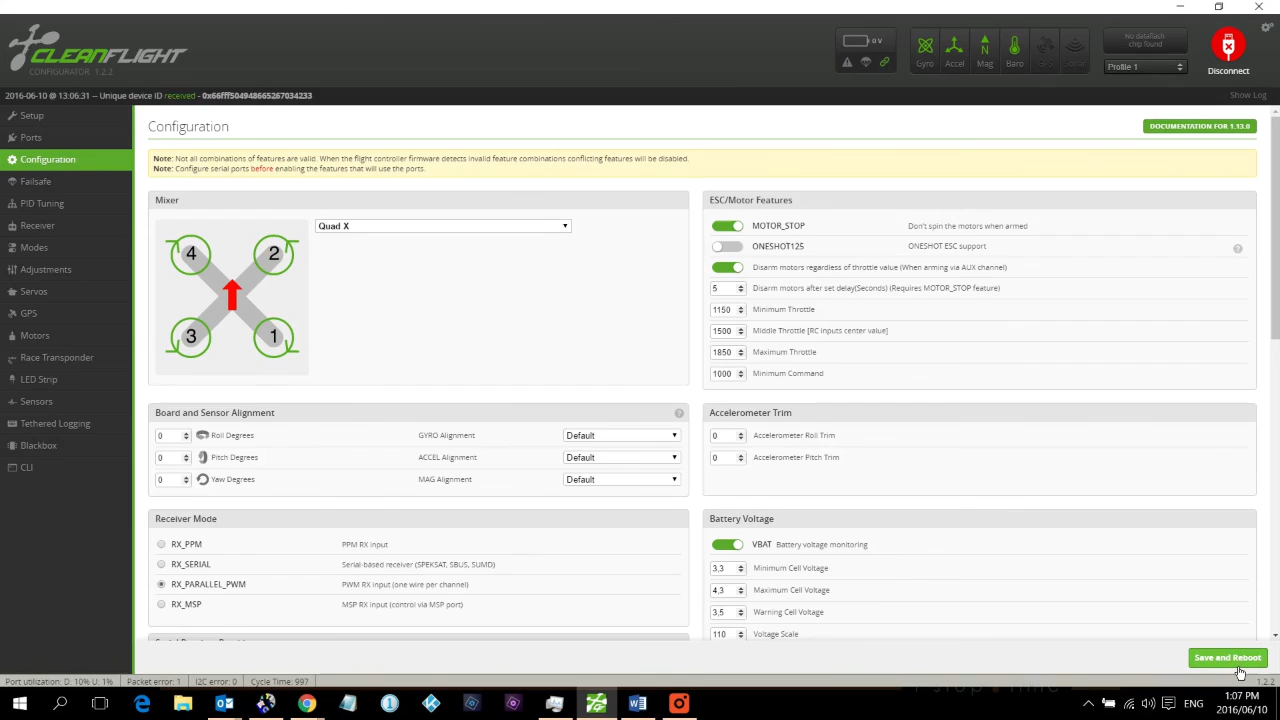 CLEANFLIGHT
CONFIGURATOR 1.2.2
0 V
Gyro Accel Mag Baro GPS Sonar
No dataflash
chip found
Profile 1
Disconnect
2016-06-10 @ 13:06:31 -- Unique device ID received - 0x66fff504948665267034233
Show Log
Setup
Ports
Configuration
Failsafe
PID Tuning
Receiver
Modes
Adjustments
Servos
GPS
Motors
Race Transponder
LED Strip
Sensors
Tethered Logging
Blackbox
CLI
Configuration
DOCUMENTATION FOR 1.13.0
Note: Not all combinations of features are valid. When the flight controller firmware detects invalid feature combinations conflicting features will be disabled.
Note: Configure serial ports before enabling the features that will use the ports.
Mixer
Quad X
4 2
3 1
ESC/Motor Features
MOTOR_STOP Don't spin the motors when armed
ONESHOT125 ONESHOT ESC support
Disarm motors regardless of throttle value (When arming via AUX channel)
5 Disarm motors after set delay(Seconds) (Requires MOTOR_STOP feature)
1150 Minimum Throttle
1500 Middle Throttle [RC inputs center value]
1850 Maximum Throttle
1000 Minimum Command
Board and Sensor Alignment
0 Roll Degrees GYRO Alignment Default
0 Pitch Degrees ACCEL Alignment Default
0 Yaw Degrees MAG Alignment Default
Accelerometer Trim
0 Accelerometer Roll Trim
0 Accelerometer Pitch Trim
Receiver Mode
RX_PPM PPM RX input
RX_SERIAL Serial-based receiver (SPEKSAT, SBUS, SUMD)
RX_PARALLEL_PWM PWM RX input (one wire per channel)
RX_MSP MSP RX input (control via MSP port)
Battery Voltage
VBAT Battery voltage monitoring
3,3 Minimum Cell Voltage
4,3 Maximum Cell Voltage
3,5 Warning Cell Voltage
110 Voltage Scale
Save and Reboot
Port utilization: D: 10% U: 1% Packet error: 1 I2C error: 0 Cycle Time: 997
1.2.2
ENG
1:07 PM
2016/06/10